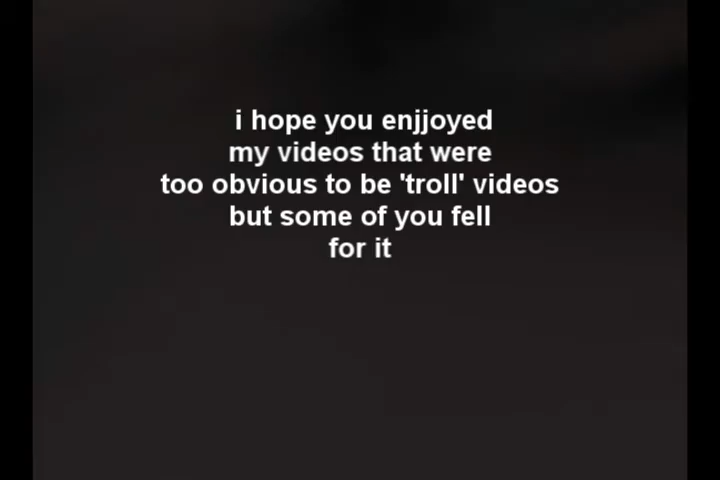 i hope you enjjoyed
my videos that were
too obvious to be 'troll' videos
but some of you fell
for it